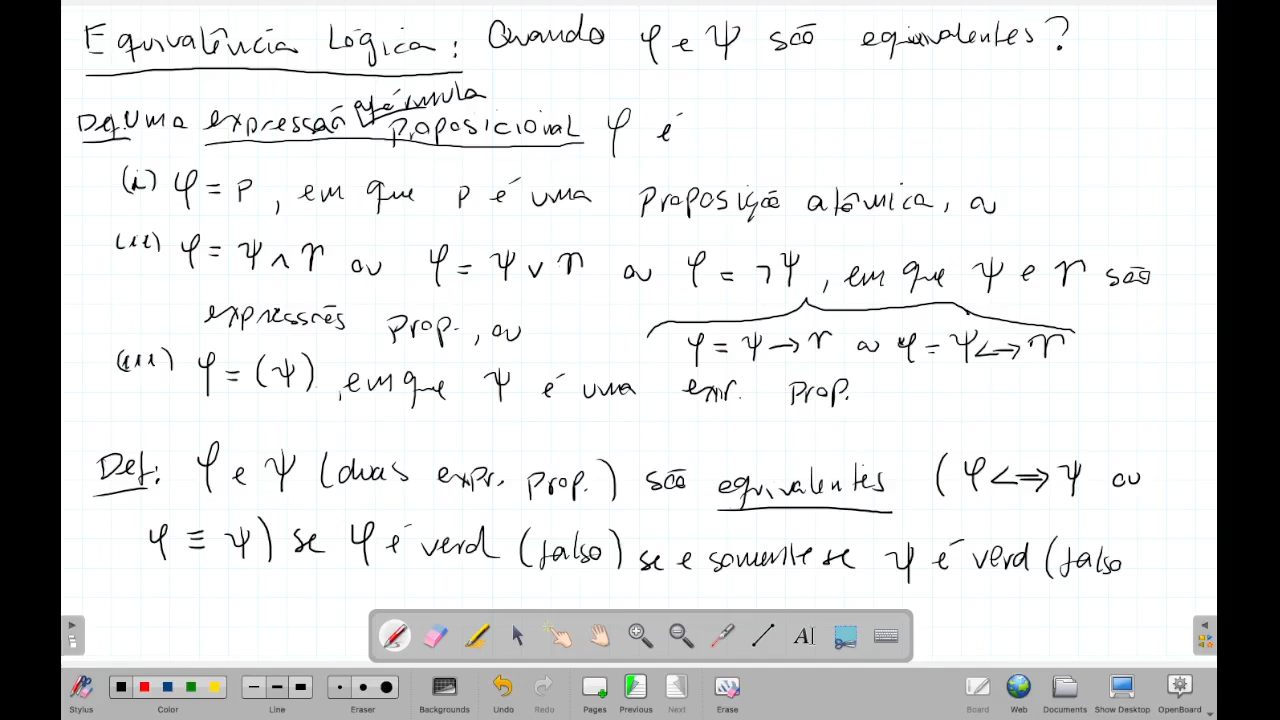 Equivalência Lógica: Quando φ e ψ são equivalentes?
ou fórmula
Def. Uma expressão proposicional φ é
(i) φ = p, em que p é uma proposição atômica, ou
(ii) φ = ψ ∧ r ou φ = ψ ∨ r ou φ = ¬ψ, em que ψ e r são
expressões prop., ou
φ = ψ → r ou φ = ψ <-> r
(iii) φ = (ψ), em que ψ é uma expr. prop.
Def: φ e ψ (duas expr. prop.) são equivalentes (φ <=> ψ ou
φ ≡ ψ) se φ é verd (falso) se e somente se ψ é verd (falso
Stylus
Color
Line
Eraser
Backgrounds
Undo
Redo
Pages
Previous
Next
Erase
Board
Web
Documents
Show Desktop
OpenBoard